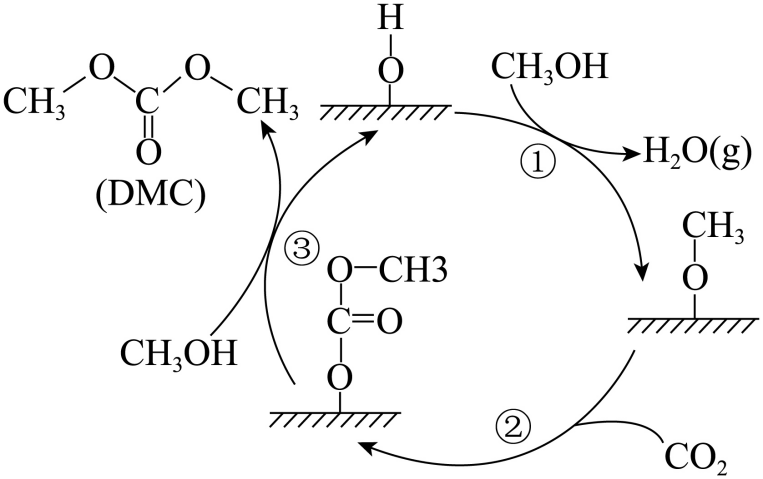 H
O
CH₃OH
①
H₂O(g)
O O
CH₃ C CH₃
O
(DMC)
CH₃
O
③
O—CH3
C=O
O
CH₃OH
②
CO₂